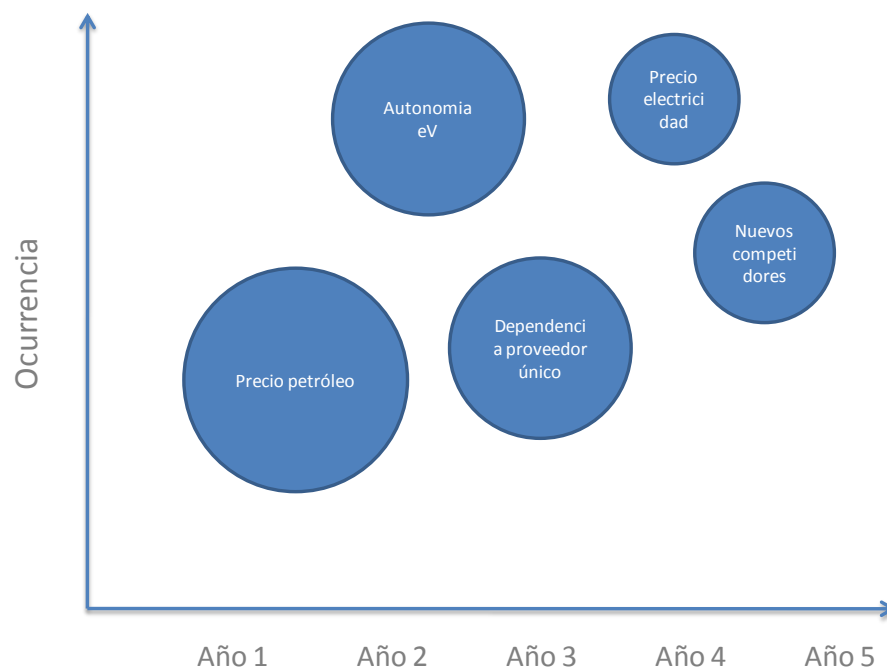 Autonomia
eV
Precio
electrici
dad
Nuevos
competi
dores
Dependenci
a proveedor
único
Precio petróleo
Ocurrencia
Año 1
Año 2
Año 3
Año 4
Año 5